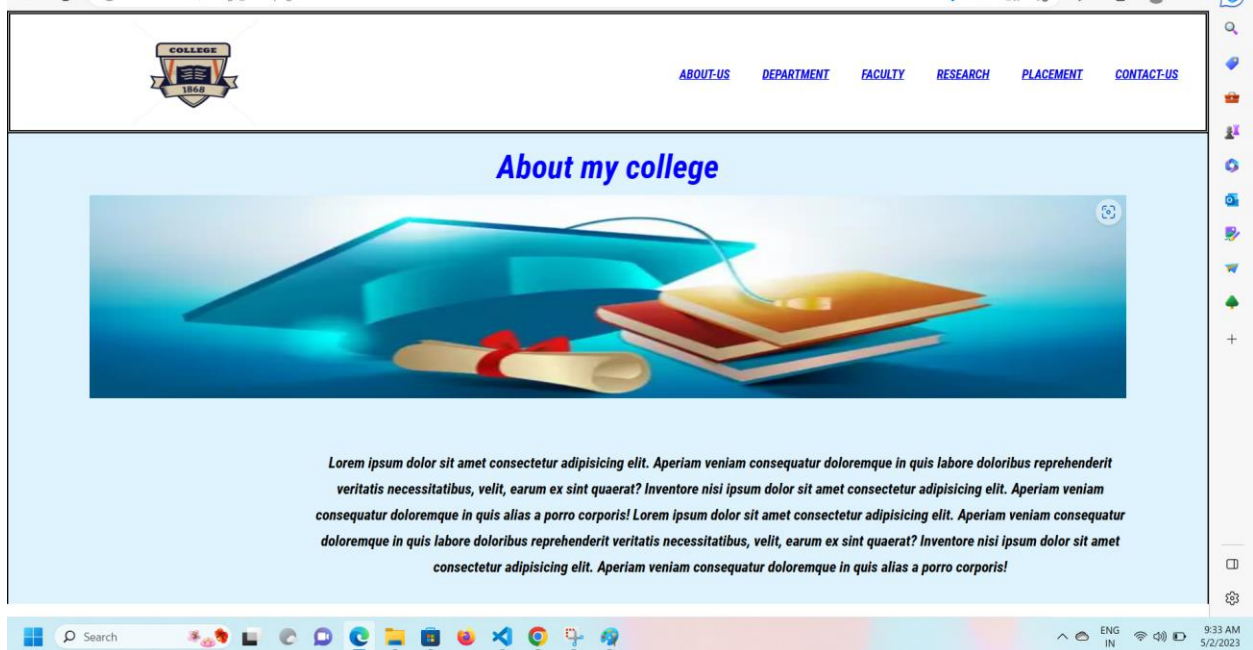 COLLEGE
1868
ABOUT-US DEPARTMENT FACULTY RESEARCH PLACEMENT CONTACT-US
About my college
Lorem ipsum dolor sit amet consectetur adipisicing elit. Aperiam veniam consequatur doloremque in quis labore doloribus reprehenderit
veritatis necessitatibus, velit, earum ex sint quaerat? Inventore nisi ipsum dolor sit amet consectetur adipisicing elit. Aperiam veniam
consequatur doloremque in quis alias a porro corporis! Lorem ipsum dolor sit amet consectetur adipisicing elit. Aperiam veniam consequatur
doloremque in quis labore doloribus reprehenderit veritatis necessitatibus, velit, earum ex sint quaerat? Inventore nisi ipsum dolor sit amet
consectetur adipisicing elit. Aperiam veniam consequatur doloremque in quis alias a porro corporis!
Search
ENG
IN
9:33 AM
5/2/2023